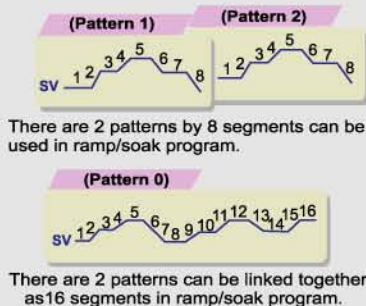 (Pattern 1) (Pattern 2)
SV 1 2 3 4 5 6 7 8 1 2 3 4 5 6 7 8
There are 2 patterns by 8 segments can be
used in ramp/soak program.
(Pattern 0)
SV 1 2 3 4 5 6 7 8 9 10 11 12 13 14 15 16
There are 2 patterns can be linked together
as16 segments in ramp/soak program.